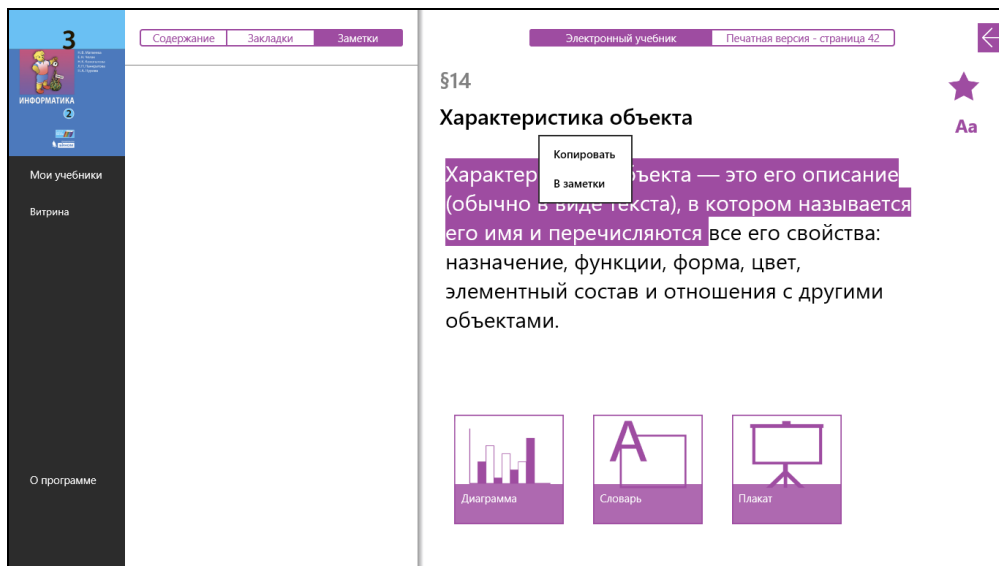 3
ИНФОРМАТИКА
2
Мои учебники
Витрина
О программе
Содержание Закладки Заметки
Электронный учебник Печатная версия - страница 42
§14
Aa
Характеристика объекта
Копировать
В заметки
Характер ъекта — это его описание
(обычно в виде текста), в котором называется
его имя и перечисляются все его свойства:
назначение, функции, форма, цвет,
элементный состав и отношения с другими
объектами.
A
Диаграмма Словарь Плакат